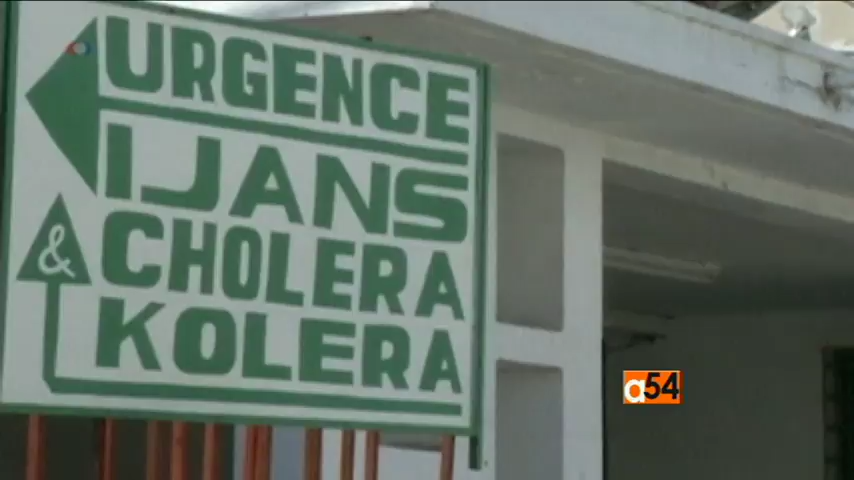 URGENCE
IJANS
& CHOLERA
KOLERA
a54